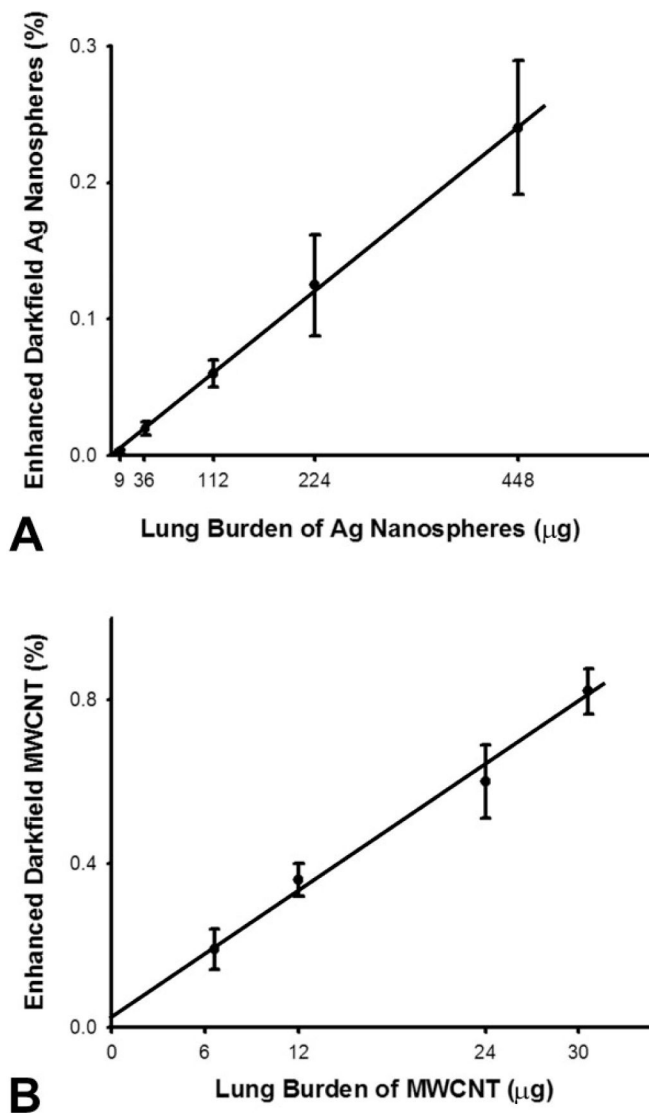 Enhanced Darkfield Ag Nanospheres (%)
0.3
0.2
0.1
0.0
9 36 112 224 448
Lung Burden of Ag Nanospheres (μg)
A
Enhanced Darkfield MWCNT (%)
0.8
0.4
0.0
0 6 12 24 30
Lung Burden of MWCNT (μg)
B